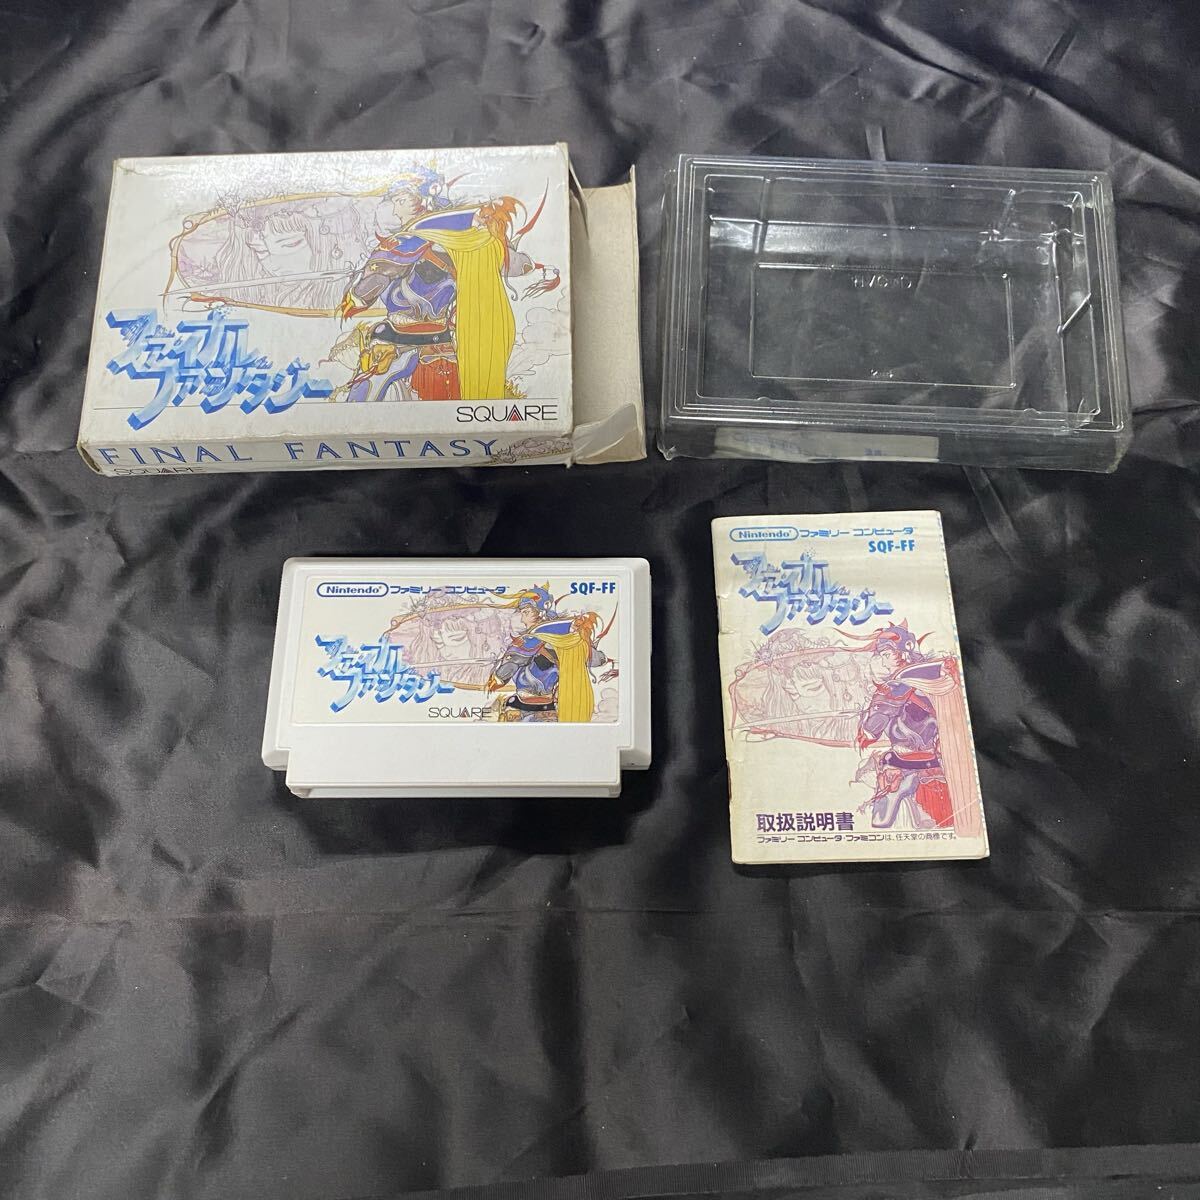 ファイナル
ファンタジー
SQUARE
FINAL FANTASY
SQUARE
Nintendo ファミリー コンピュータ
SQF-FF
ファイナル
ファンタジー
SQUARE
Nintendo ファミリー コンピュータ
SQF-FF
ファイナル
ファンタジー
取扱説明書
ファミリー コンピュータ・ファミコンは、任天堂の商標です。